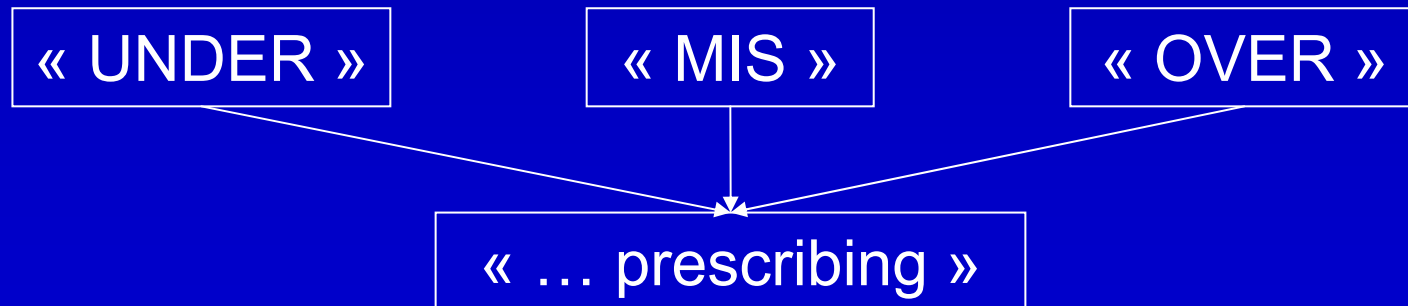 « UNDER »
« MIS »
« OVER »
« … prescribing »